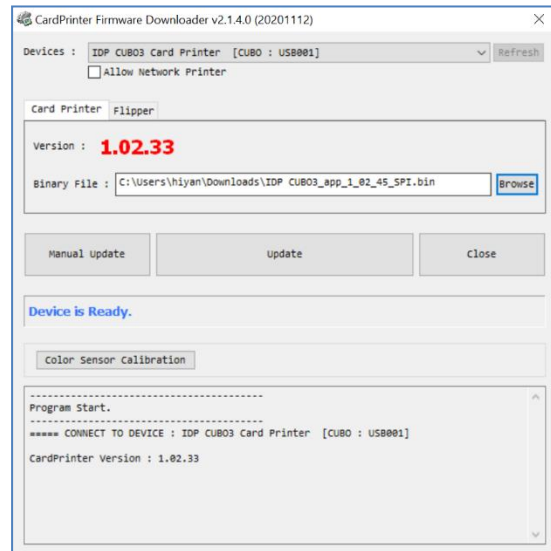 CardPrinter Firmware Downloader v2.1.4.0 (20201112)
Devices : IDP CUBO3 Card Printer [CUBO : USB001] Refresh
Allow Network Printer
Card Printer Flipper
Version : 1.02.33
Binary File : C:\Users\hiyan\Downloads\IDP CUBO3_app_1_02_45_SPI.bin Browse
Manual Update Update Close
Device is Ready.
Color Sensor Calibration
----------------------------------------
Program Start.
----------------------------------------
===== CONNECT TO DEVICE : IDP CUBO3 Card Printer [CUBO : USB001]
CardPrinter Version : 1.02.33